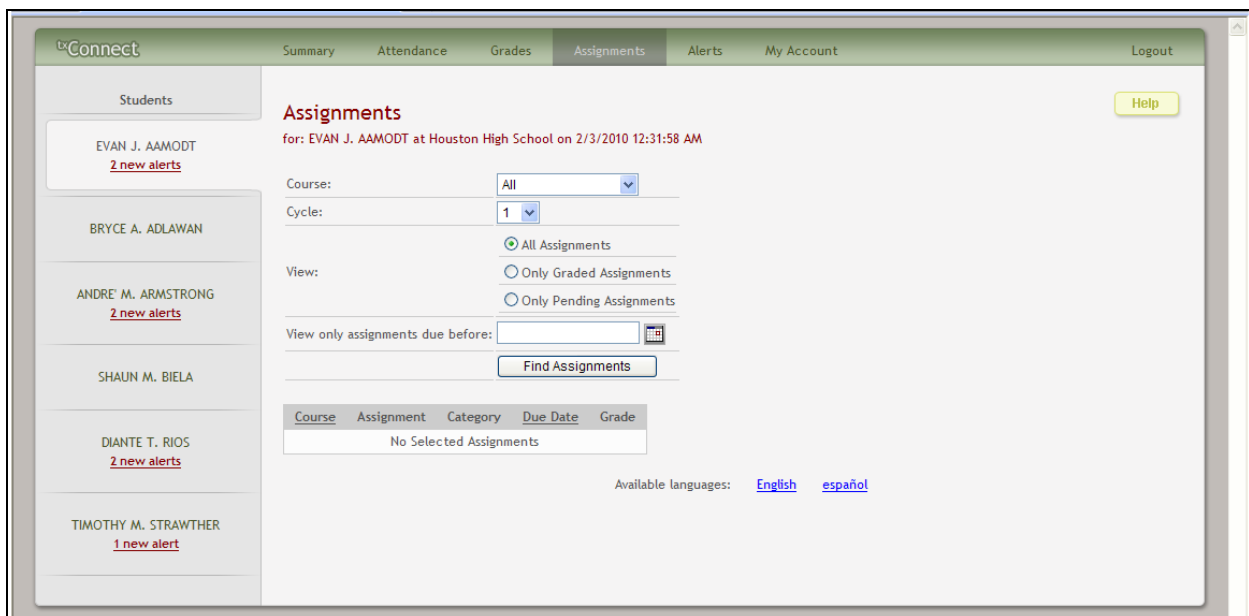 txConnect
Summary Attendance Grades Assignments Alerts My Account Logout
Students
EVAN J. AAMODT
2 new alerts
BRYCE A. ADLAWAN
ANDRE' M. ARMSTRONG
2 new alerts
SHAUN M. BIELA
DIANTE T. RIOS
2 new alerts
TIMOTHY M. STRAWTHER
1 new alert
Help
Assignments
for: EVAN J. AAMODT at Houston High School on 2/3/2010 12:31:58 AM
Course: All
Cycle: 1
View:
All Assignments
Only Graded Assignments
Only Pending Assignments
View only assignments due before:
Find Assignments
Course Assignment Category Due Date Grade
No Selected Assignments
Available languages: English español